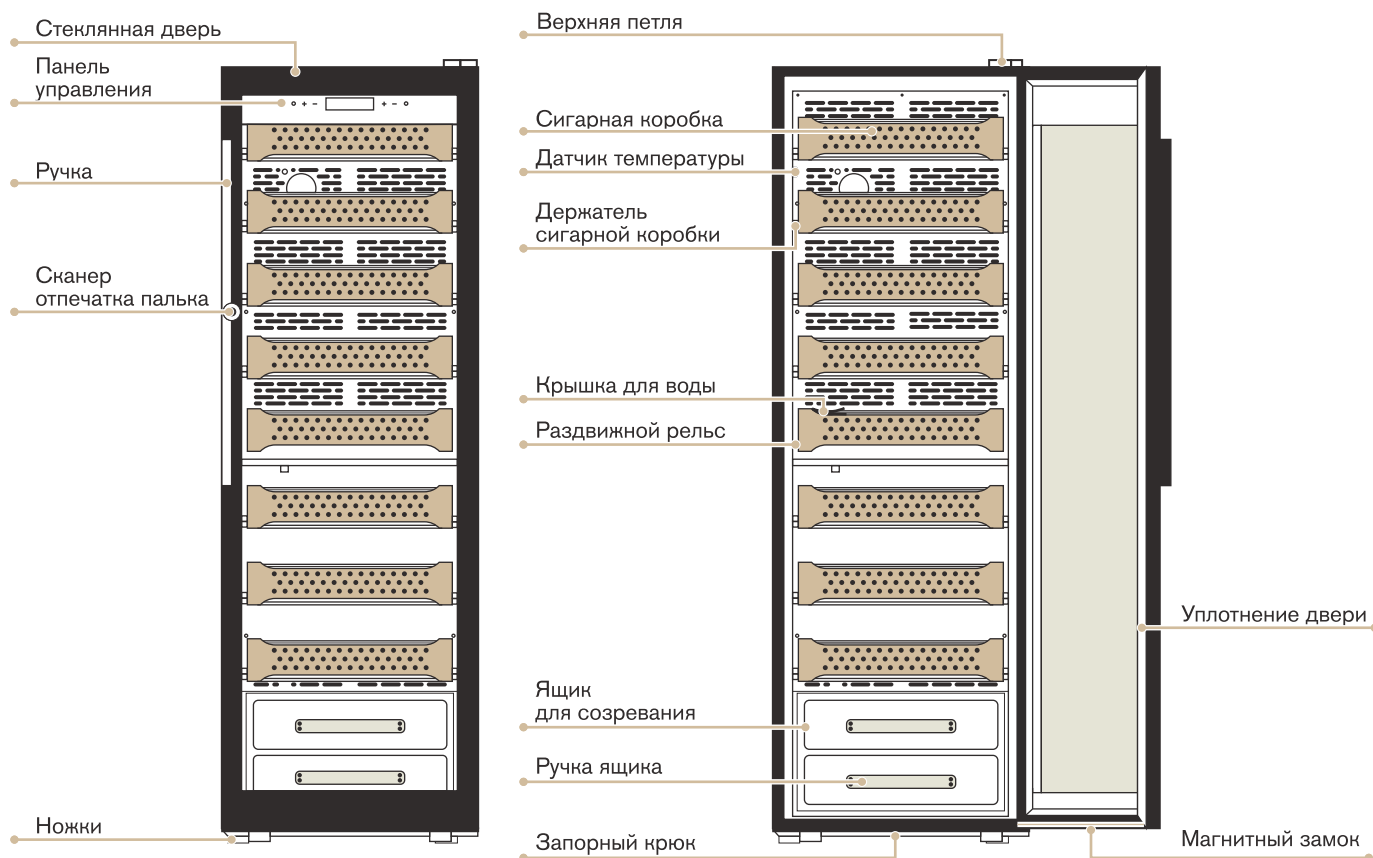 Стеклянная дверь
Панель
управления
Ручка
Сканер
отпечатка палька
Ножки
Верхняя петля
Сигарная коробка
Датчик температуры
Держатель
сигарной коробки
Крышка для воды
Раздвижной рельс
Ящик
для созревания
Ручка ящика
Запорный крюк
Уплотнение двери
Магнитный замок